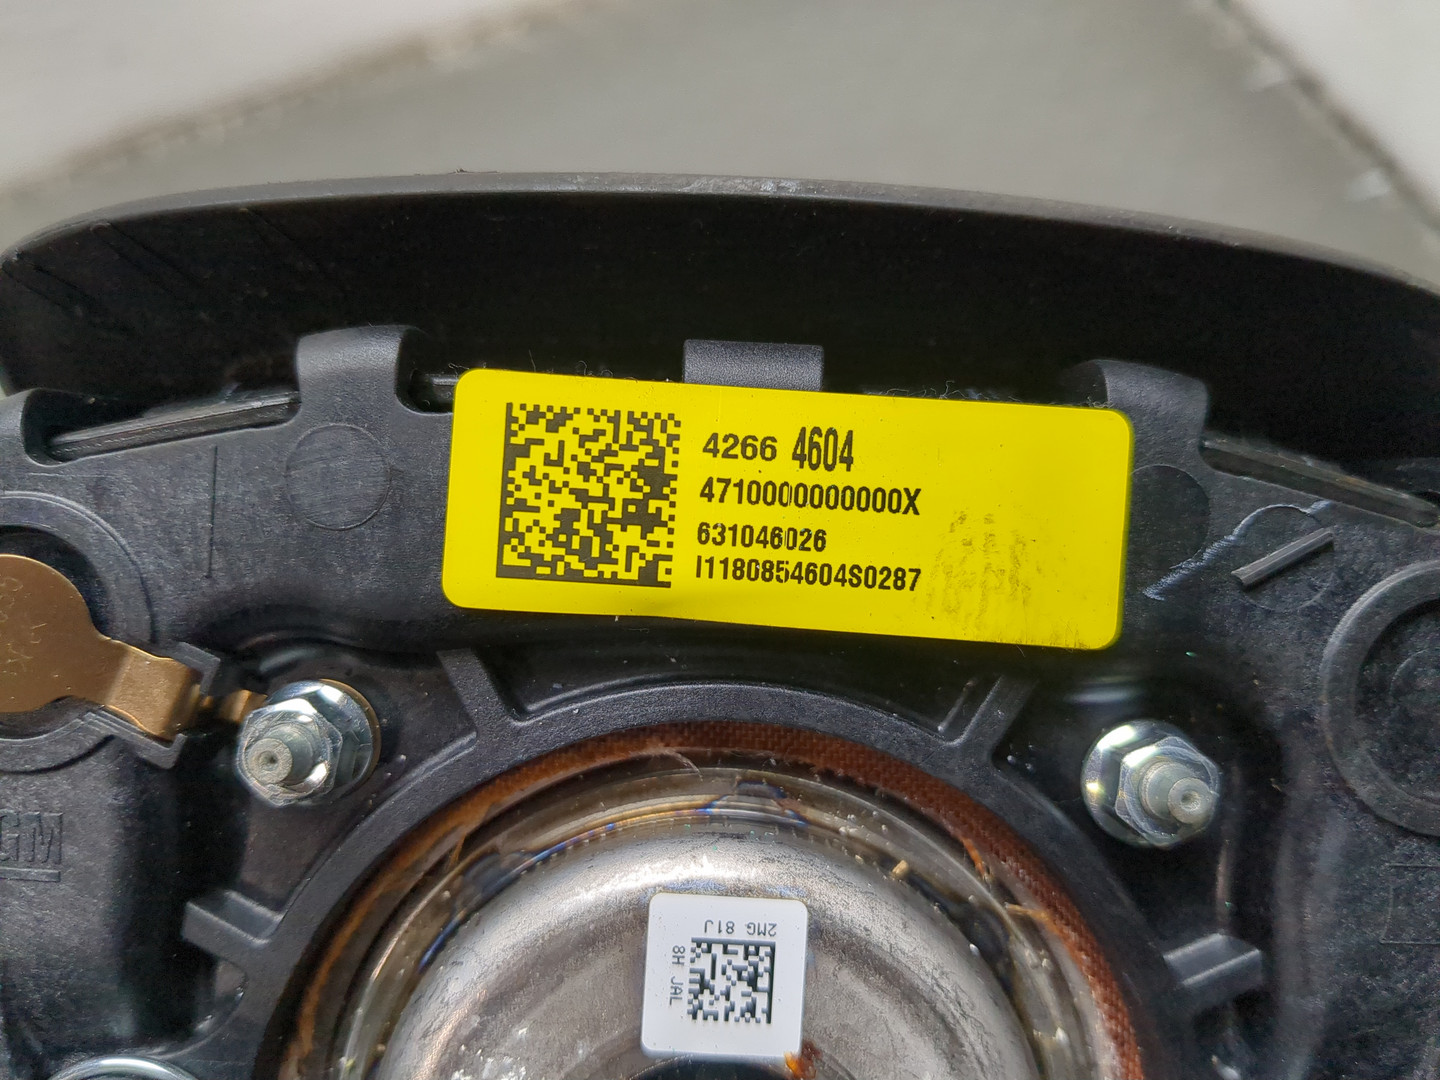 4266 4604
4710000000000X
631046026
I1180854604S0287
GM
2MG 81J
8H JAL